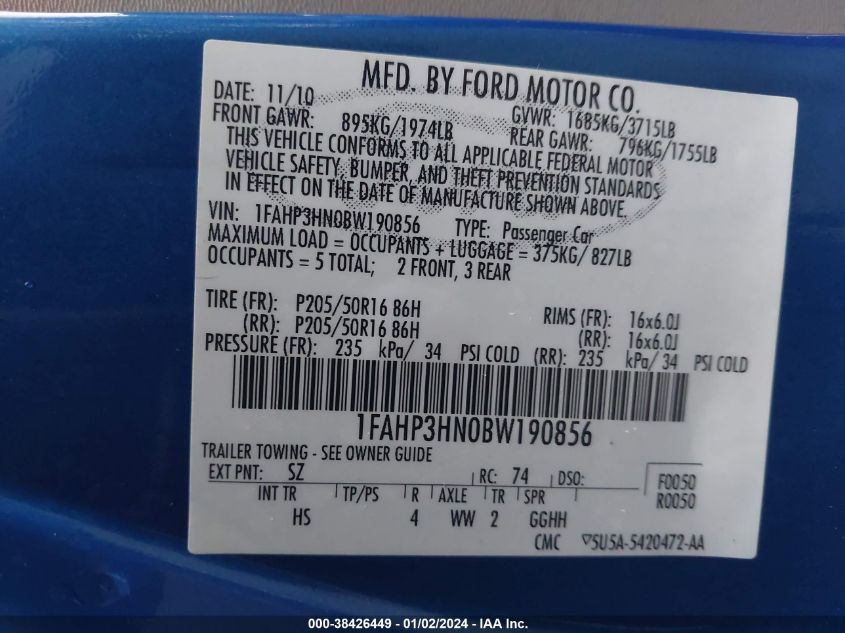 MFD. BY FORD MOTOR CO.
DATE: 11/10 GVWR: 1685KG/3715LB
FRONT GAWR: 895KG/1974LB REAR GAWR: 796KG/1755LB
THIS VEHICLE CONFORMS TO ALL APPLICABLE FEDERAL MOTOR
VEHICLE SAFETY, BUMPER, AND THEFT PREVENTION STANDARDS
IN EFFECT ON THE DATE OF MANUFACTURE SHOWN ABOVE.
VIN: 1FAHP3HN0BW190856 TYPE: Passenger Car
MAXIMUM LOAD = OCCUPANTS + LUGGAGE = 375KG/ 827LB
OCCUPANTS = 5 TOTAL; 2 FRONT, 3 REAR
TIRE (FR): P205/50R16 86H RIMS (FR): 16x6.0J
(RR): P205/50R16 86H (RR): 16x6.0J
PRESSURE (FR): 235 kPa/ 34 PSI COLD (RR): 235 kPa/ 34 PSI COLD
1FAHP3HN0BW190856
TRAILER TOWING - SEE OWNER GUIDE
EXT PNT: SZ RC: 74 DSO: F0050
INT TR TP/PS R AXLE TR SPR R0050
HS 4 WW 2 GGHH
CMC 5U5A-5420472-AA
000-38426449 - 01/02/2024 - www.iaai.com